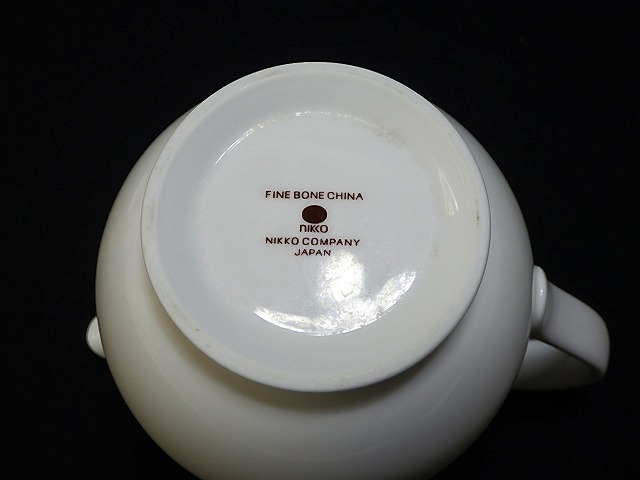 FINE BONE CHINA
nikko
NIKKO COMPANY
JAPAN